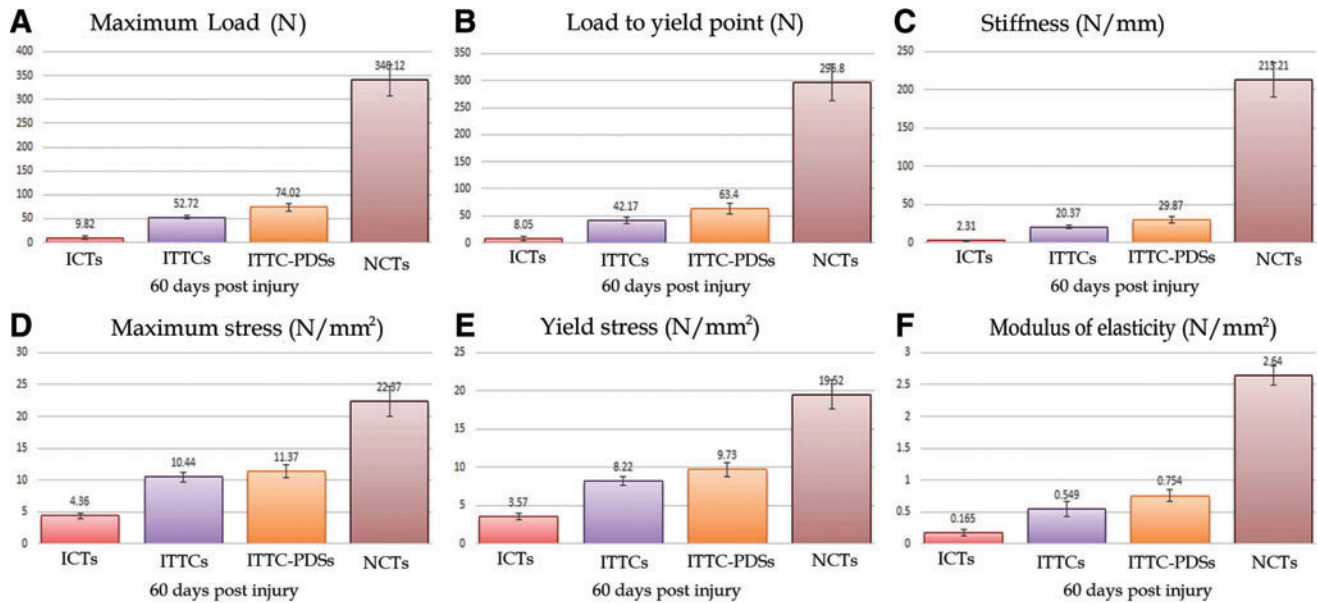 A
Maximum Load (N)
400
350
300
250
200
150
100
50
0
9.82
52.72
74.02
340.12
ICTs
ITTCs
ITTC-PDSs
NCTs
60 days post injury
B
Load to yield point (N)
350
300
250
200
150
100
50
0
8.05
42.17
63.4
ICTs
ITTCs
ITTC-PDSs
NCTs
60 days post injury
C
Stiffness (N/mm)
250
200
150
100
50
0
2.31
20.37
29.87
213.21
ICTs
ITTCs
ITTC-PDSs
NCTs
60 days post injury
D
Maximum stress (N/mm²)
30
25
20
15
10
5
0
4.36
10.44
11.37
22.37
ICTs
ITTCs
ITTC-PDSs
NCTs
60 days post injury
E
Yield stress (N/mm²)
25
20
15
10
5
0
3.57
8.22
9.73
19.52
ICTs
ITTCs
ITTC-PDSs
NCTs
60 days post injury
F
Modulus of elasticity (N/mm²)
3
2.5
2
1.5
1
0.5
0
0.165
0.549
0.754
2.64
ICTs
ITTCs
ITTC-PDSs
NCTs
60 days post injury